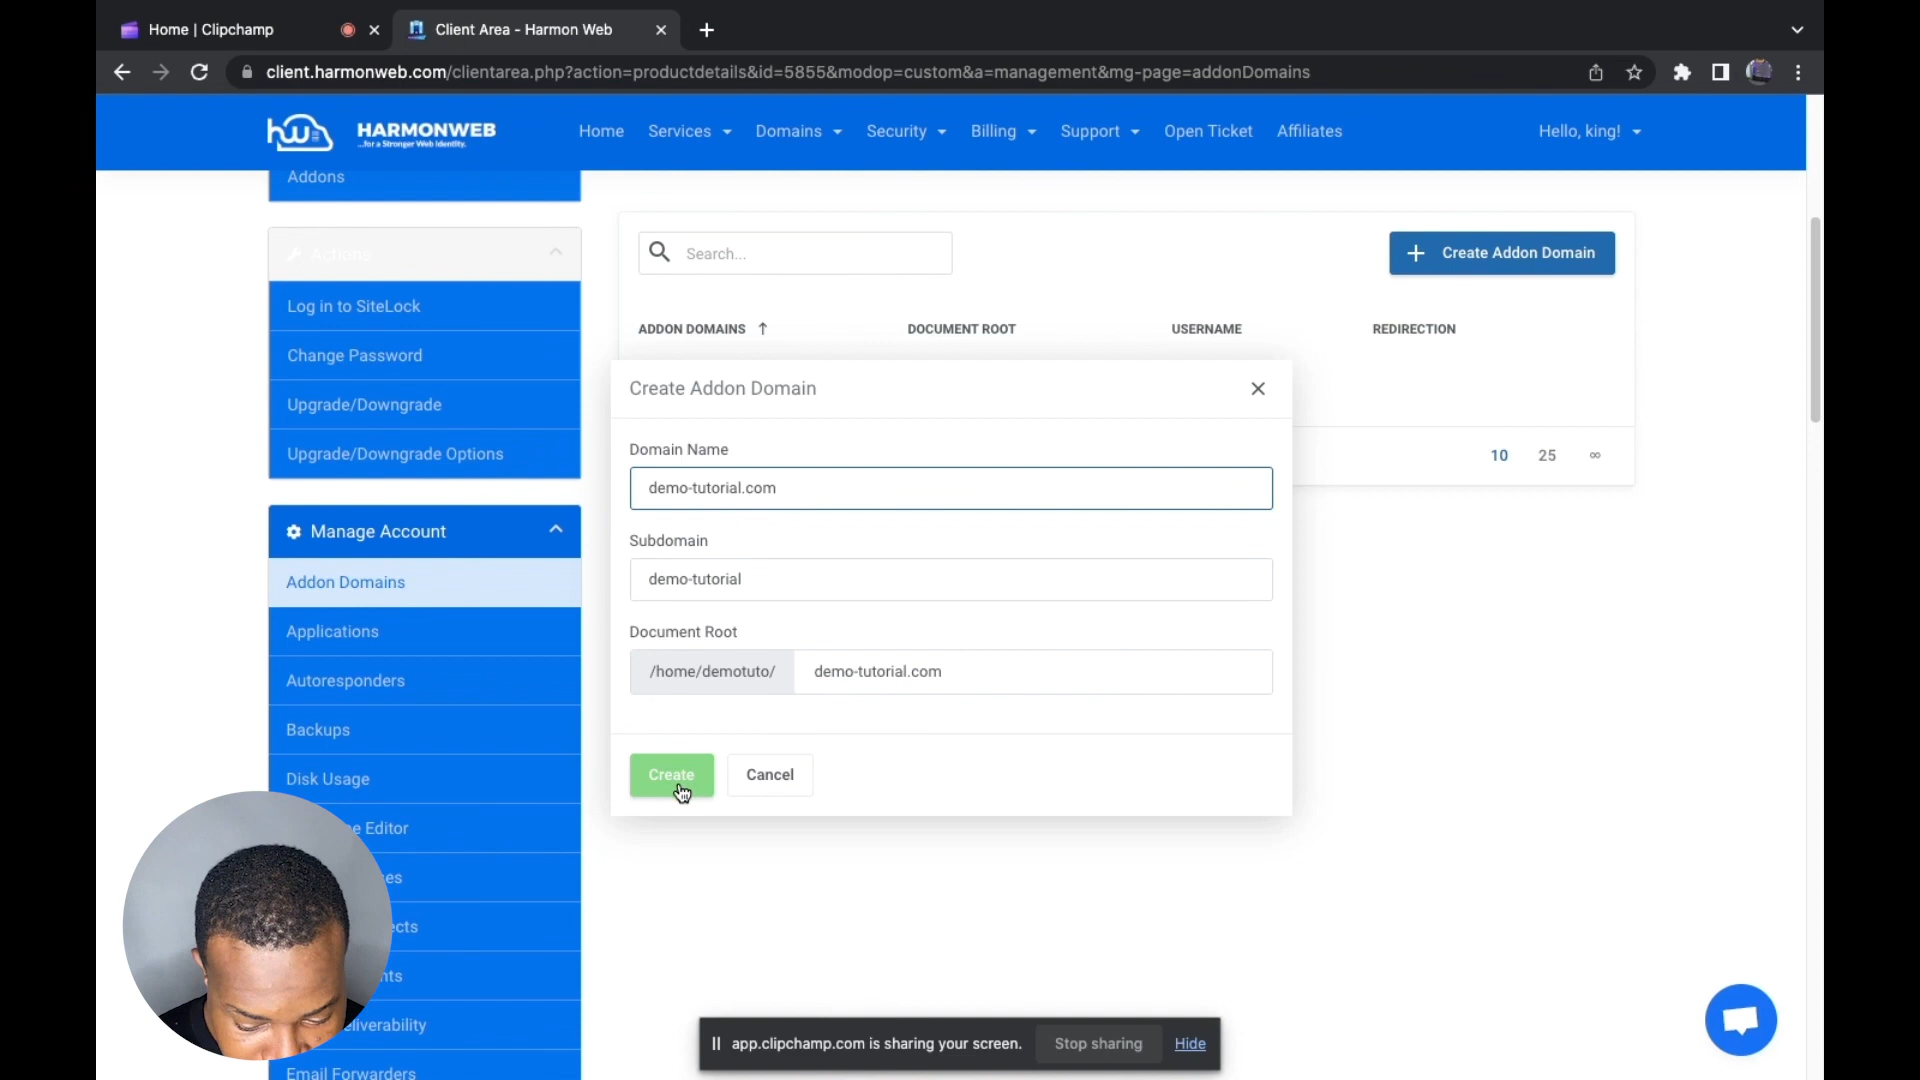 Home | Clipchamp
Client Area - Harmon Web
client.harmonweb.com/clientarea.php?action=productdetails&id=5855&modop=custom&a=management&mg-page=addonDomains
hw
HARMONWEB
...for a Stronger Web Identity.
Home
Services
Domains
Security
Billing
Support
Open Ticket
Affiliates
Hello, king!
Addons
Actions
Log in to SiteLock
Change Password
Upgrade/Downgrade
Upgrade/Downgrade Options
Manage Account
Addon Domains
Applications
Autoresponders
Backups
Disk Usage
e Editor
es
ects
nts
eliverability
Email Forwarders
Search...
Create Addon Domain
ADDON DOMAINS
DOCUMENT ROOT
USERNAME
REDIRECTION
10 25 ∞
Create Addon Domain
Domain Name
demo-tutorial.com
Subdomain
demo-tutorial
Document Root
/home/demotuto/ demo-tutorial.com
Create
Cancel
app.clipchamp.com is sharing your screen.
Stop sharing
Hide